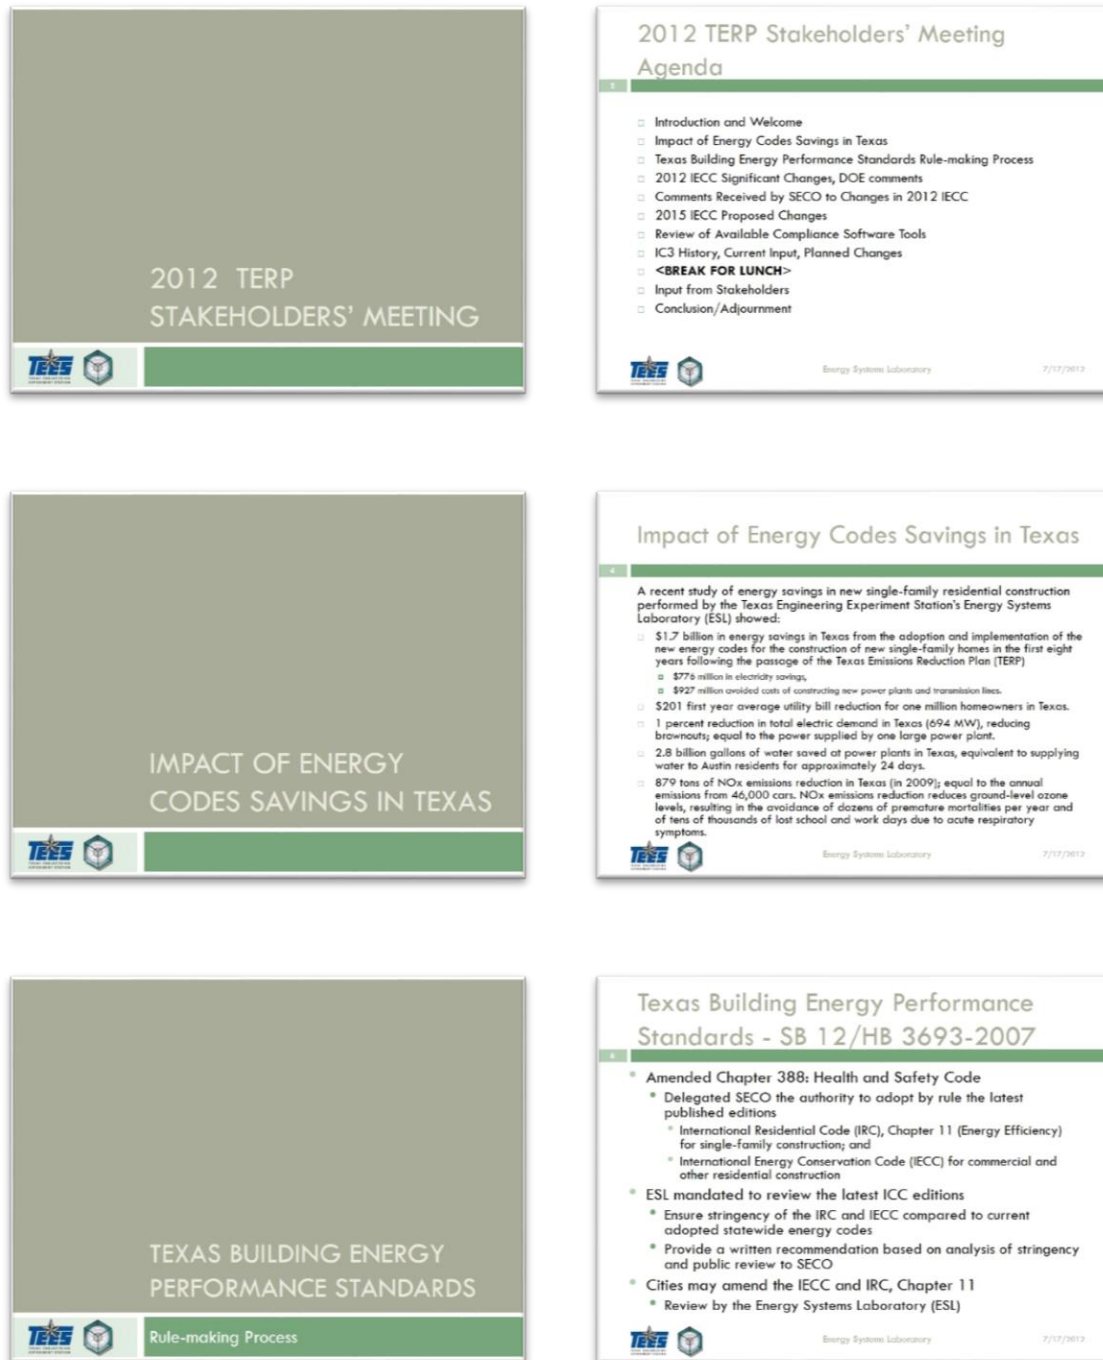 2012 TERP
STAKEHOLDERS' MEETING
TEES
2012 TERP Stakeholders' Meeting
Agenda
2
Introduction and Welcome
Impact of Energy Codes Savings in Texas
Texas Building Energy Performance Standards Rule-making Process
2012 IECC Significant Changes, DOE comments
Comments Received by SECO to Changes in 2012 IECC
2015 IECC Proposed Changes
Review of Available Compliance Software Tools
IC3 History, Current Input, Planned Changes
<BREAK FOR LUNCH>
Input from Stakeholders
Conclusion/Adjournment
TEES
Energy Systems Laboratory
7/17/2012
IMPACT OF ENERGY
CODES SAVINGS IN TEXAS
TEES
Impact of Energy Codes Savings in Texas
4
A recent study of energy savings in new single-family residential construction
performed by the Texas Engineering Experiment Station's Energy Systems
Laboratory (ESL) showed:
$1.7 billion in energy savings in Texas from the adoption and implementation of the
new energy codes for the construction of new single-family homes in the first eight
years following the passage of the Texas Emissions Reduction Plan (TERP)
$776 million in electricity savings,
$927 million avoided costs of constructing new power plants and transmission lines.
$201 first year average utility bill reduction for one million homeowners in Texas.
1 percent reduction in total electric demand in Texas (694 MW), reducing
brownouts; equal to the power supplied by one large power plant.
2.8 billion gallons of water saved at power plants in Texas, equivalent to supplying
water to Austin residents for approximately 24 days.
879 tons of NOx emissions reduction in Texas (in 2009); equal to the annual
emissions from 46,000 cars. NOx emissions reduction reduces ground-level ozone
levels, resulting in the avoidance of dozens of premature mortalities per year and
of tens of thousands of lost school and work days due to acute respiratory
symptoms.
TEES
Energy Systems Laboratory
7/17/2012
TEXAS BUILDING ENERGY
PERFORMANCE STANDARDS
TEES
Rule-making Process
Texas Building Energy Performance
Standards - SB 12/HB 3693-2007
6
Amended Chapter 388: Health and Safety Code
Delegated SECO the authority to adopt by rule the latest
published editions
International Residential Code (IRC), Chapter 11 (Energy Efficiency)
for single-family construction; and
International Energy Conservation Code (IECC) for commercial and
other residential construction
ESL mandated to review the latest ICC editions
Ensure stringency of the IRC and IECC compared to current
adopted statewide energy codes
Provide a written recommendation based on analysis of stringency
and public review to SECO
Cities may amend the IECC and IRC, Chapter 11
Review by the Energy Systems Laboratory (ESL)
TEES
Energy Systems Laboratory
7/17/2012